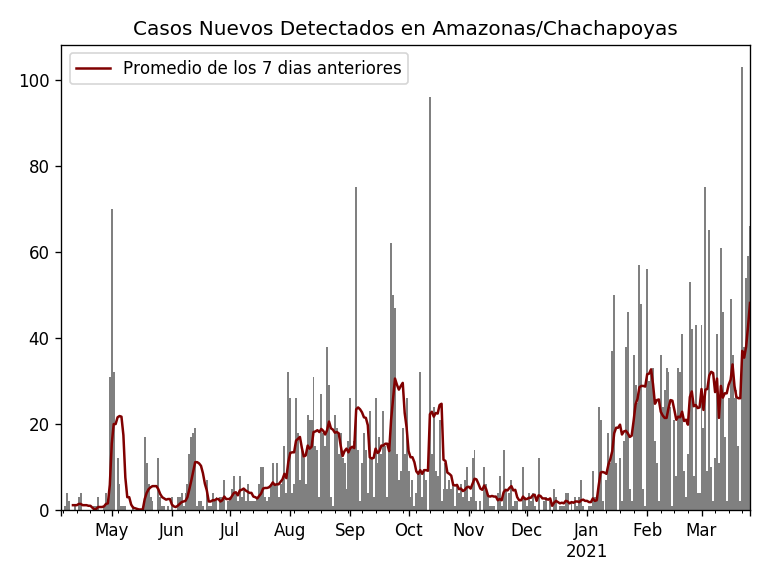 Casos Nuevos Detectados en Amazonas/Chachapoyas
Promedio de los 7 dias anteriores
100
80
60
40
20
0
May Jun Jul Aug Sep Oct Nov Dec Jan Feb Mar
2021